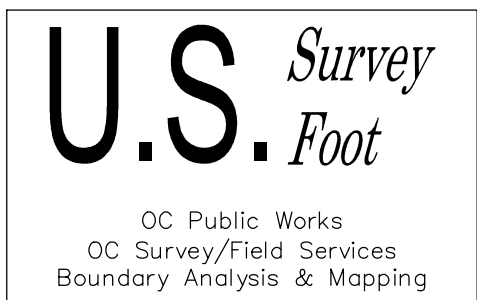 U.S. Survey Foot
OC Public Works
OC Survey/Field Services
Boundary Analysis & Mapping